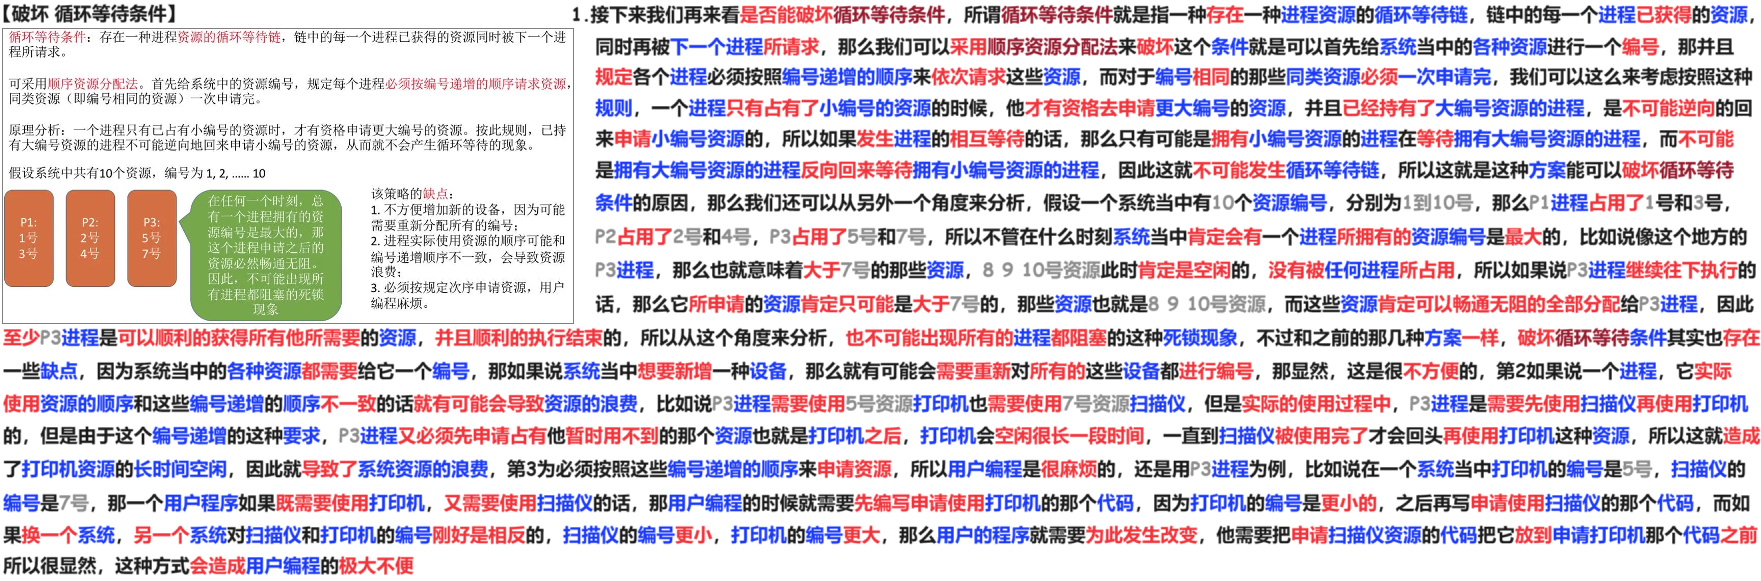 【破坏 循环等待条件】
循环等待条件：存在一种进程资源的循环等待链，链中的每一个进程已获得的资源同时被下一个进
程所请求。
可采用顺序资源分配法。首先给系统中的资源编号，规定每个进程必须按编号递增的顺序请求资源，
同类资源（即编号相同的资源）一次申请完。
原理分析：一个进程只有已占有小编号的资源时，才有资格申请更大编号的资源。按此规则，已持
有大编号资源的进程不可能逆向地回来申请小编号的资源，从而就不会产生循环等待的现象。
假设系统中共有10个资源，编号为 1, 2, ...... 10
P1:
1号
3号
P2:
2号
4号
P3:
5号
7号
在任何一个时刻，总
有一个进程拥有的资
源编号是最大的，那
这个进程申请之后的
资源必然畅通无阻。
因此，不可能出现所
有进程都阻塞的死锁
现象
该策略的缺点：
1. 不方便增加新的设备，因为可能
需要重新分配所有的编号；
2. 进程实际使用资源的顺序可能和
编号递增顺序不一致，会导致资源
浪费；
3. 必须按规定次序申请资源，用户
编程麻烦。
1.接下来我们再来看是否能破坏循环等待条件，所谓循环等待条件就是指一种存在一种进程资源的循环等待链，链中的每一个进程已获得的资源，
同时再被下一个进程所请求，那么我们可以采用顺序资源分配法来破坏这个条件就是可以首先给系统当中的各种资源进行一个编号，那并且
规定各个进程必须按照编号递增的顺序来依次请求这些资源，而对于编号相同的那些同类资源必须一次申请完，我们可以这么来考虑按照这种
规则，一个进程只有占有了小编号的资源的时候，他才有资格去申请更大编号的资源，并且已经持有了大编号资源的进程，是不可能逆向的回
来申请小编号资源的，所以如果发生进程的相互等待的话，那么只有可能是拥有小编号资源的进程在等待拥有大编号资源的进程，而不可能
是拥有大编号资源的进程反向回来等待拥有小编号资源的进程，因此这就不可能发生循环等待链，所以这就是这种方案能可以破坏循环等待
条件的原因，那么我们还可以从另外一个角度来分析，假设一个系统当中有10个资源编号，分别为1到10号，那么P1进程占用了1号和3号，
P2占用了2号和4号，P3占用了5号和7号，所以不管在什么时刻系统当中肯定会有一个进程所拥有的资源编号是最大的，比如说像这个地方的
P3进程，那么也就意味着大于7号的那些资源，8 9 10号资源此时肯定是空闲的，没有被任何进程所占用，所以如果说P3进程继续往下执行的
话，那么它所申请的资源肯定只可能是大于7号的，那些资源也就是8 9 10号资源，而这些资源肯定可以畅通无阻的全部分配给P3进程，因此
至少P3进程是可以顺利的获得所有他所需要的资源，并且顺利的执行结束的，所以从这个角度来分析，也不可能出现所有的进程都阻塞的这种死锁现象，不过和之前的那几种方案一样，破坏循环等待条件其实也存在
一些缺点，因为系统当中的各种资源都需要给它一个编号，那如果说系统当中想要新增一种设备，那么就有可能会需要重新对所有的这些设备都进行编号，那显然，这是很不方便的，第2如果说一个进程，它实际
使用资源的顺序和这些编号递增的顺序不一致的话就有可能会导致资源的浪费，比如说P3进程需要使用5号资源打印机也需要使用7号资源扫描仪，但是实际的使用过程中，P3进程是需要先使用扫描仪再使用打印机
的，但是由于这个编号递增的这种要求，P3进程又必须先申请占有他暂时用不到的那个资源也就是打印机之后，打印机会空闲很长一段时间，一直到扫描仪被使用完了才会回头再使用打印机这种资源，所以这就造成
了打印机资源的长时间空闲，因此就导致了系统资源的浪费，第3为必须按照这些编号递增的顺序来申请资源，所以用户编程是很麻烦的，还是用P3进程为例，比如说在一个系统当中打印机的编号是5号，扫描仪的
编号是7号，那一个用户程序如果既需要使用打印机，又需要使用扫描仪的话，那用户编程的时候就需要先编写申请使用打印机的那个代码，因为打印机的编号是更小的，之后再写申请使用扫描仪的那个代码，而如
果换一个系统，另一个系统对扫描仪和打印机的编号刚好是相反的，扫描仪的编号更小，打印机的编号更大，那么用户的程序就需要为此发生改变，他需要把申请扫描仪资源的代码把它放到申请打印机那个代码之前
所以很显然，这种方式会造成用户编程的极大不便